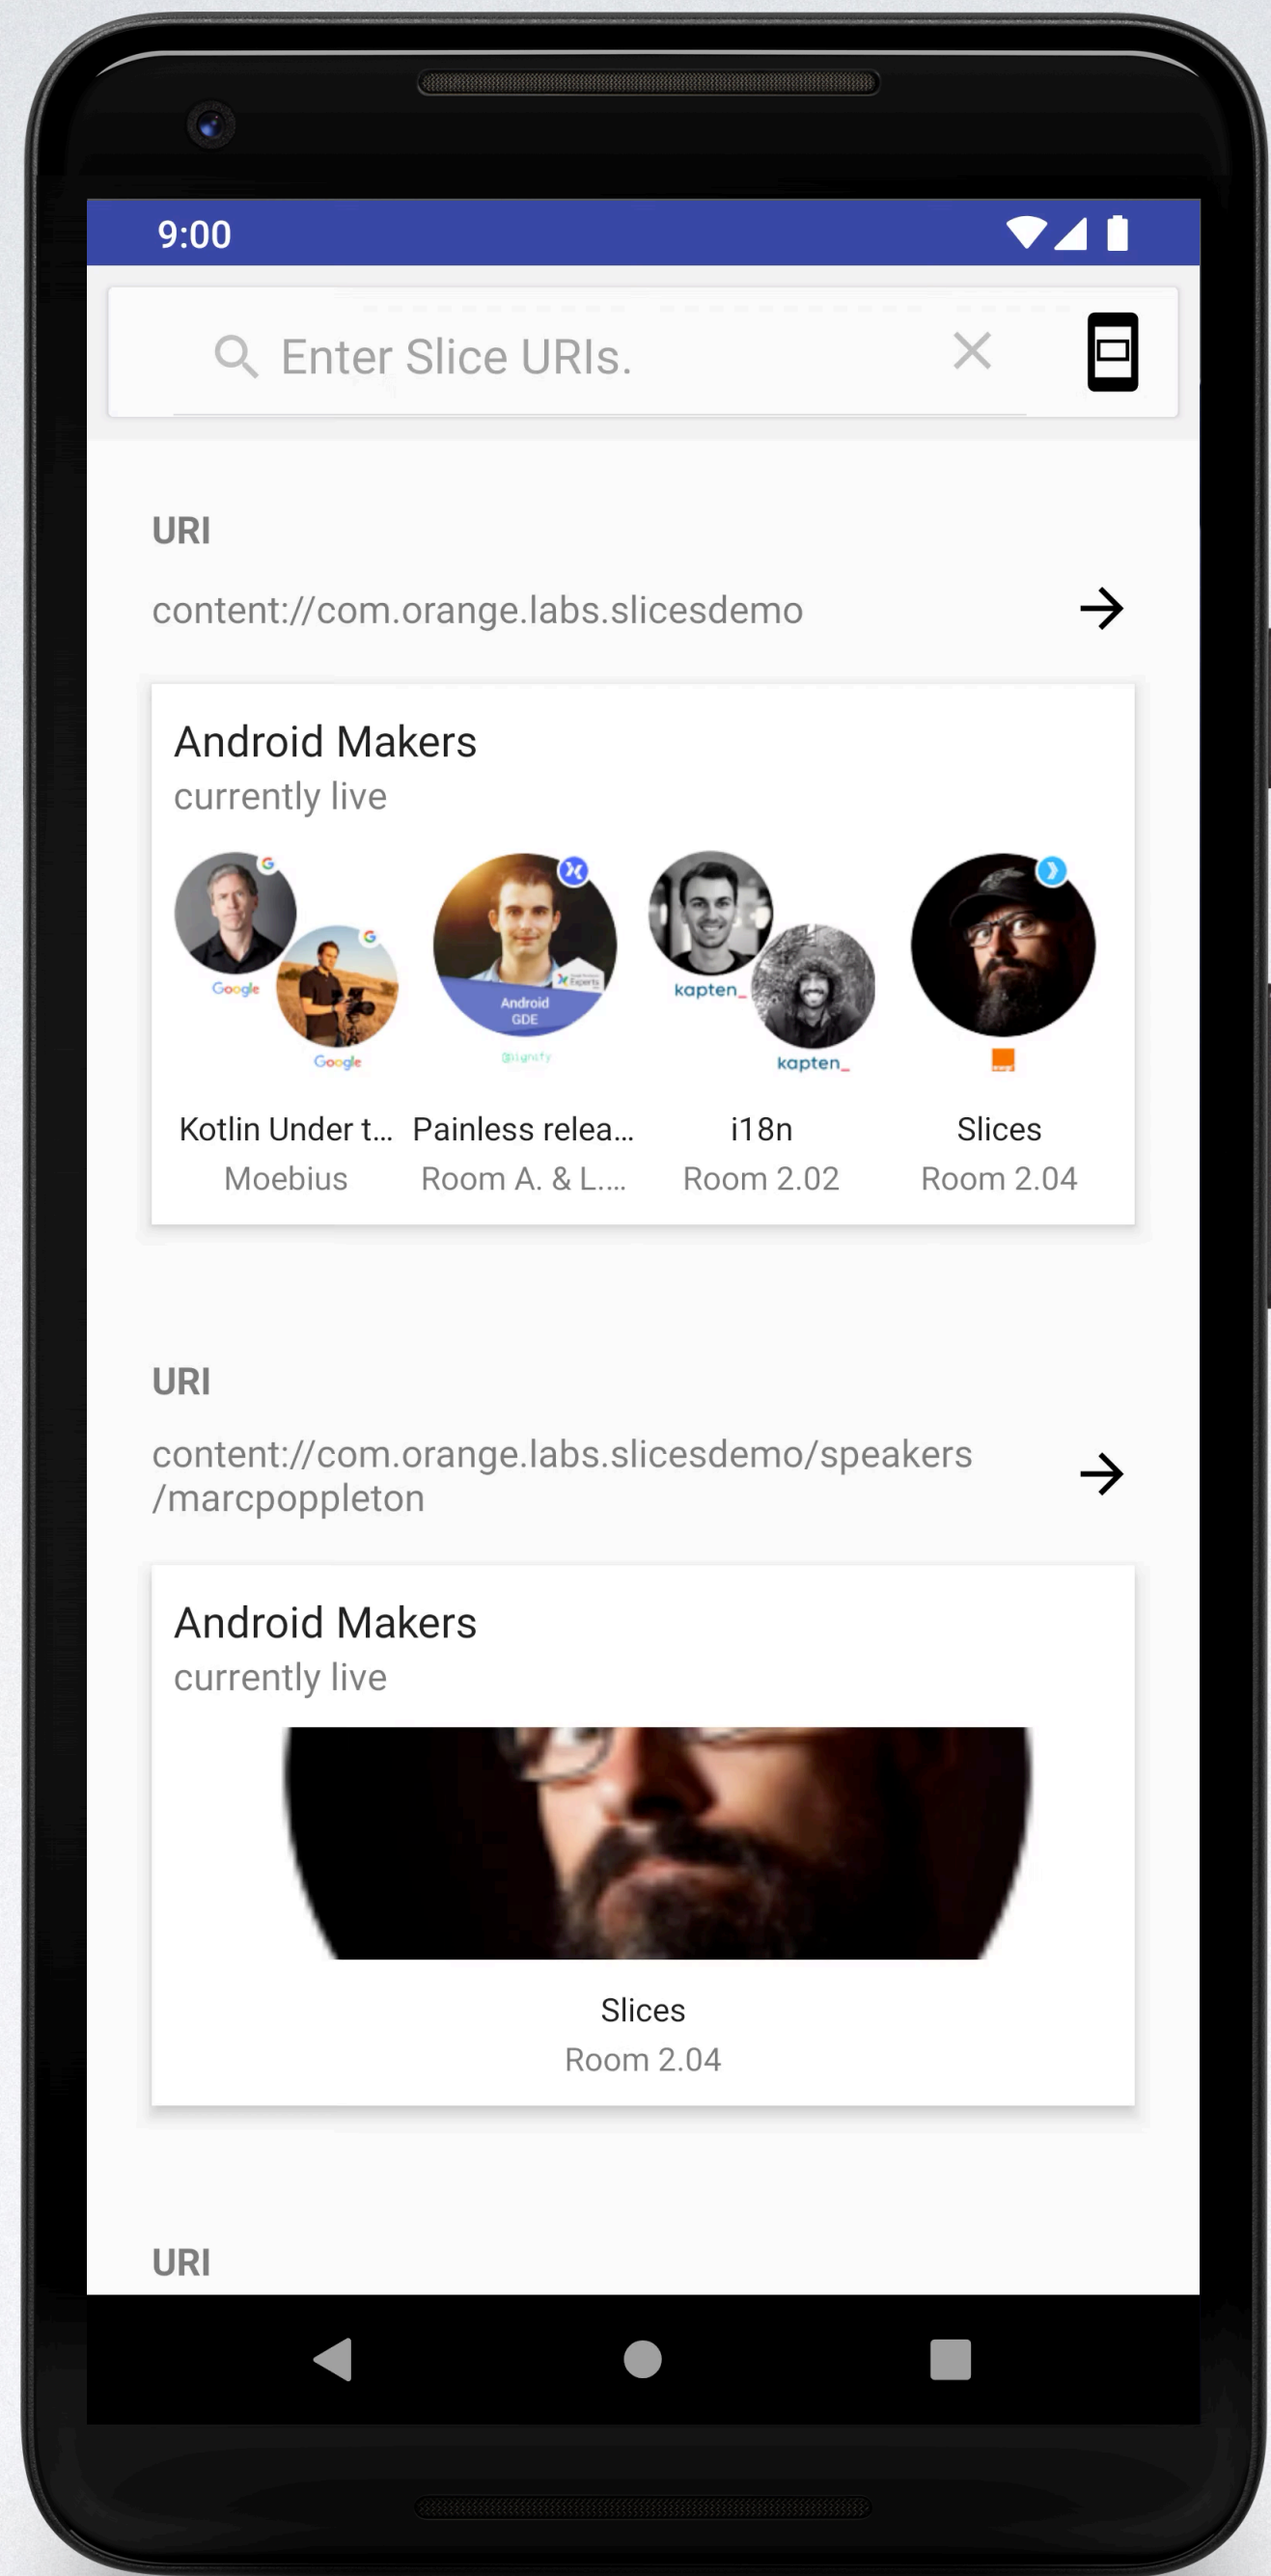 9:00
Enter Slice URIs.
URI
content://com.orange.labs.slicesdemo
Android Makers
currently live
Google
Google
Experts
Android
GDE
kapten_
kapten_
Kotlin Under t...
Moebius
Painless relea...
Room A. & L....
i18n
Room 2.02
Slices
Room 2.04
URI
content://com.orange.labs.slicesdemo/speakers
/marcpoppleton
Android Makers
currently live
Slices
Room 2.04
URI